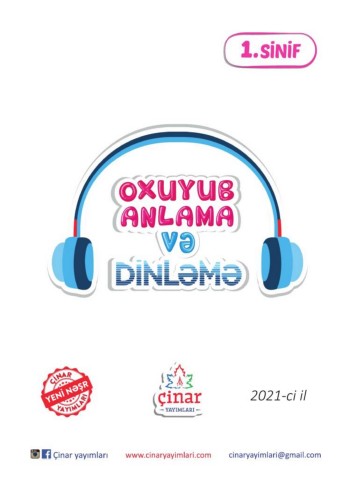 1.SİNİF
OXUYUB
ANLAMA
VƏ
DİNLƏMƏ
ÇINAR
YENİ NƏŞR
YAYIMLARI
çinar
YAYIMLARI
2021-ci il
Çinar yayımları
www.cinaryayimlari.com
cinaryayimlari@gmail.com